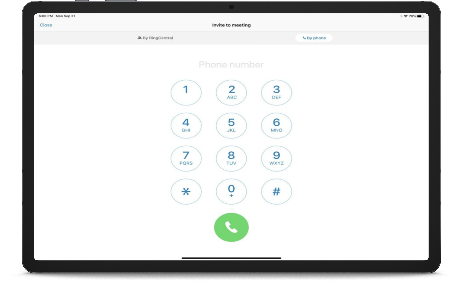 Close
Invite to meeting
By RingCentral
By phone
Phone number
1 2 3
ABC DEF
4 5 6
GHI JKL MNO
7 8 9
PQRS TUV WXYZ
* 0 #
+